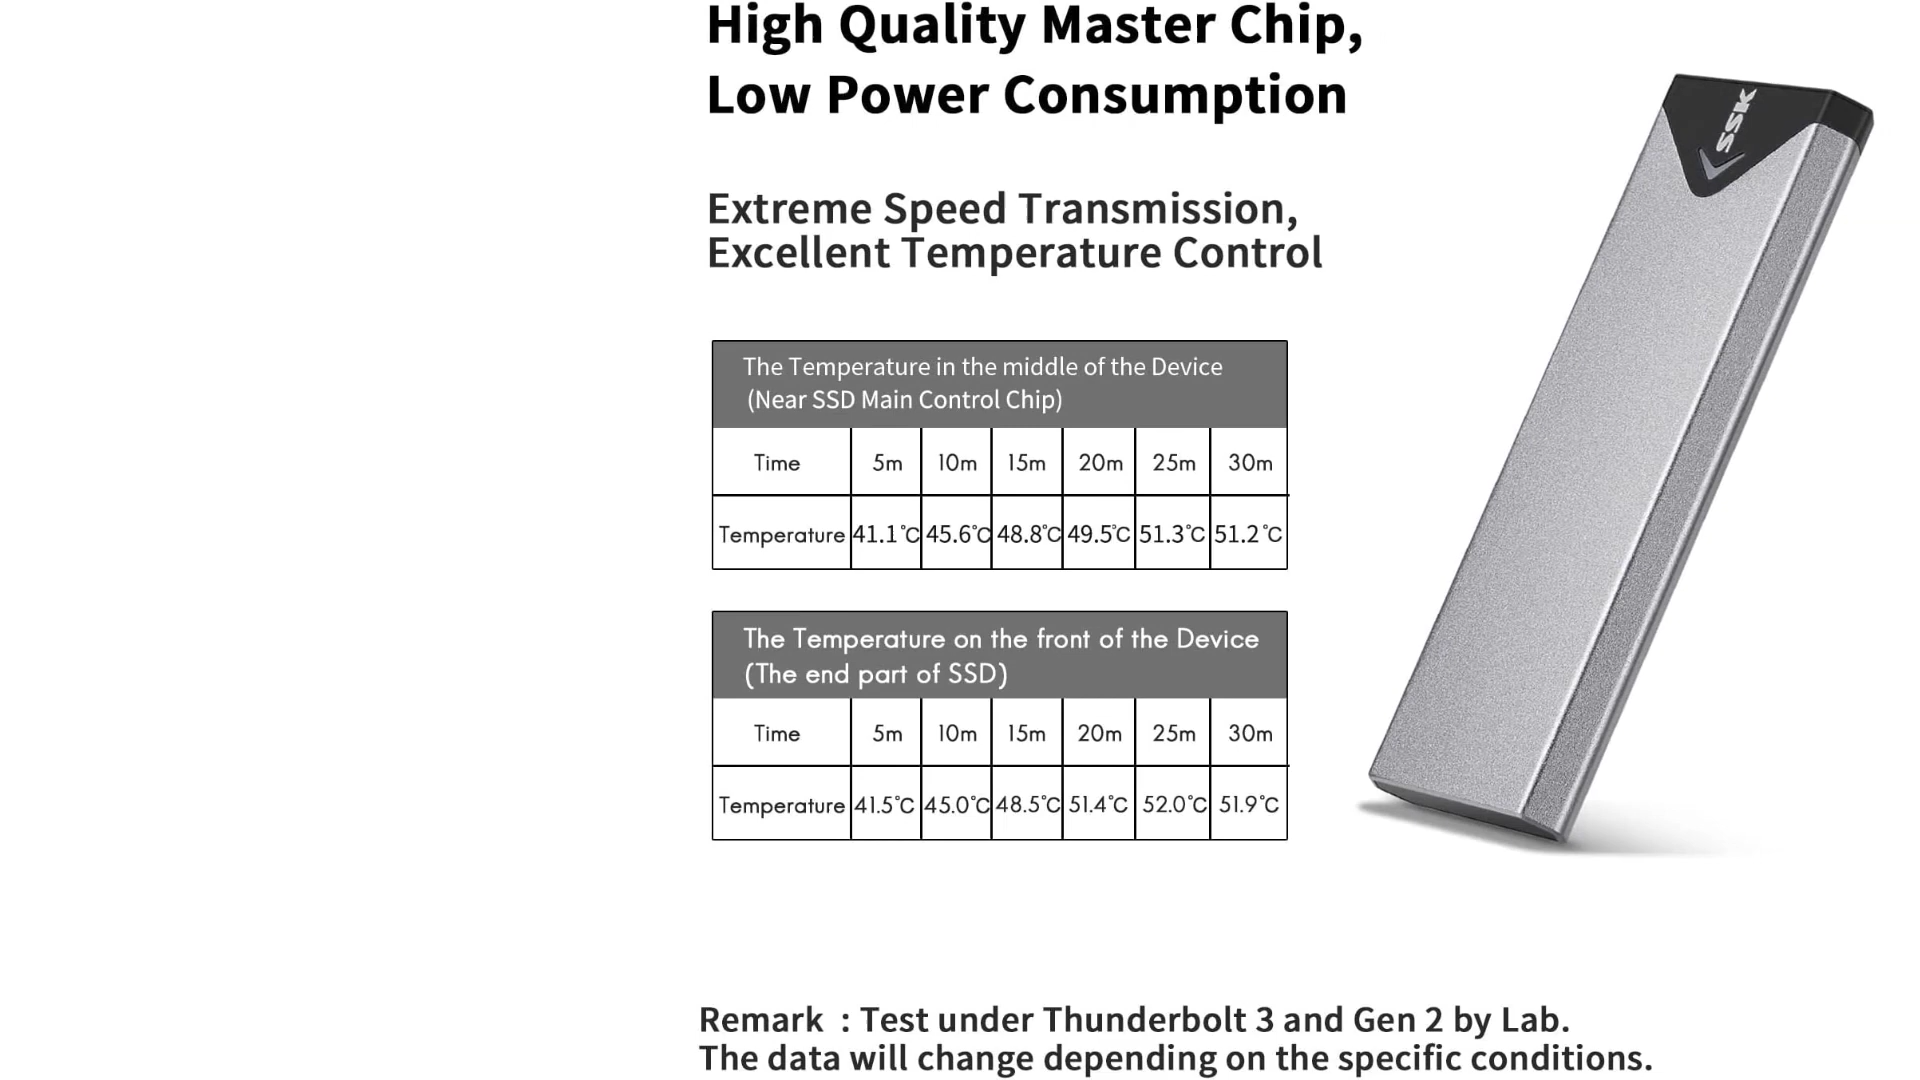 High Quality Master Chip,
Low Power Consumption
Extreme Speed Transmission,
Excellent Temperature Control
The Temperature in the middle of the Device
(Near SSD Main Control Chip)
Time 5m 10m 15m 20m 25m 30m
Temperature 41.1℃ 45.6℃ 48.8℃ 49.5℃ 51.3℃ 51.2℃
The Temperature on the front of the Device
(The end part of SSD)
Time 5m 10m 15m 20m 25m 30m
Temperature 41.5℃ 45.0℃ 48.5℃ 51.4℃ 52.0℃ 51.9℃
SSK
Remark : Test under Thunderbolt 3 and Gen 2 by Lab.
The data will change depending on the specific conditions.